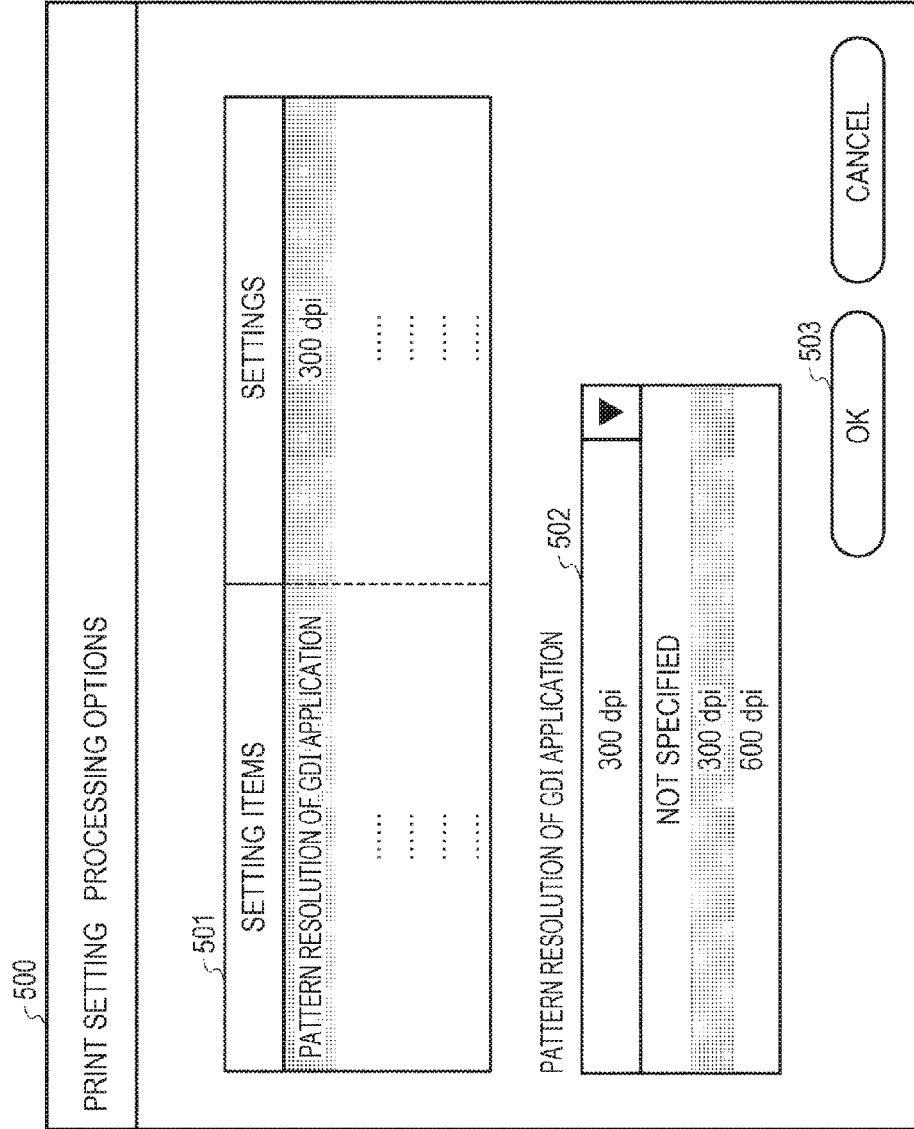 500
PRINT SETTING PROCESSING OPTIONS
501
SETTING ITEMS SETTINGS
PATTERN RESOLUTION OF GDI APPLICATION 300 dpi
...... ......
...... ......
...... ......
...... ......
PATTERN RESOLUTION OF GDI APPLICATION 502
300 dpi ▼
NOT SPECIFIED
300 dpi
600 dpi
503
OK CANCEL